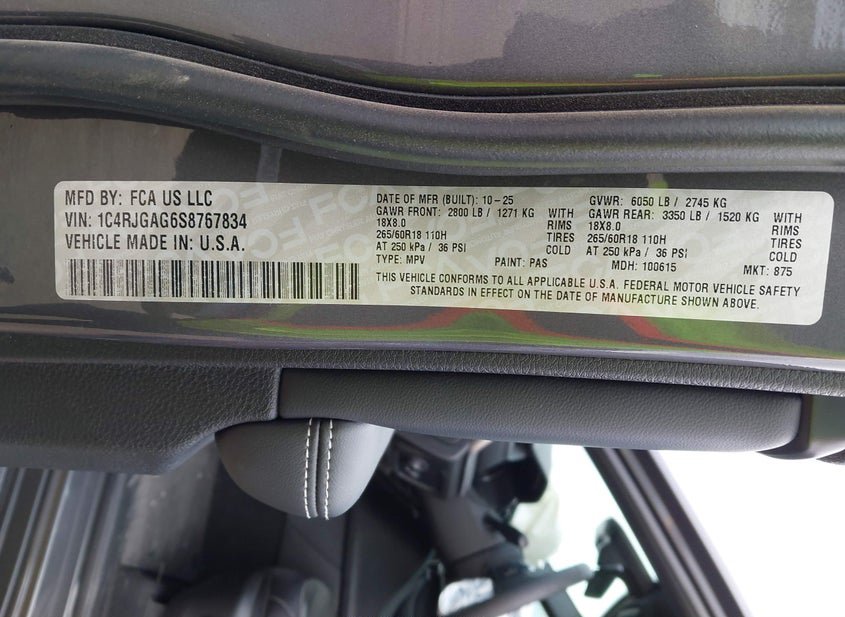 MFD BY: FCA US LLC
VIN: 1C4RJGAG6S8767834
VEHICLE MADE IN: U.S.A.
DATE OF MFR (BUILT): 10-25
GAWR FRONT: 2800 LB / 1271 KG
18X8.0 RIMS
265/60R18 110H TIRES
AT 250 kPa / 36 PSI COLD
TYPE: MPV PAINT: PAS
GVWR: 6050 LB / 2745 KG
GAWR REAR: 3350 LB / 1520 KG
18X8.0 RIMS
265/60R18 110H TIRES
AT 250 kPa / 36 PSI COLD
MDH: 100615 MKT: 875
THIS VEHICLE CONFORMS TO ALL APPLICABLE U.S.A. FEDERAL MOTOR VEHICLE SAFETY
STANDARDS IN EFFECT ON THE DATE OF MANUFACTURE SHOWN ABOVE.